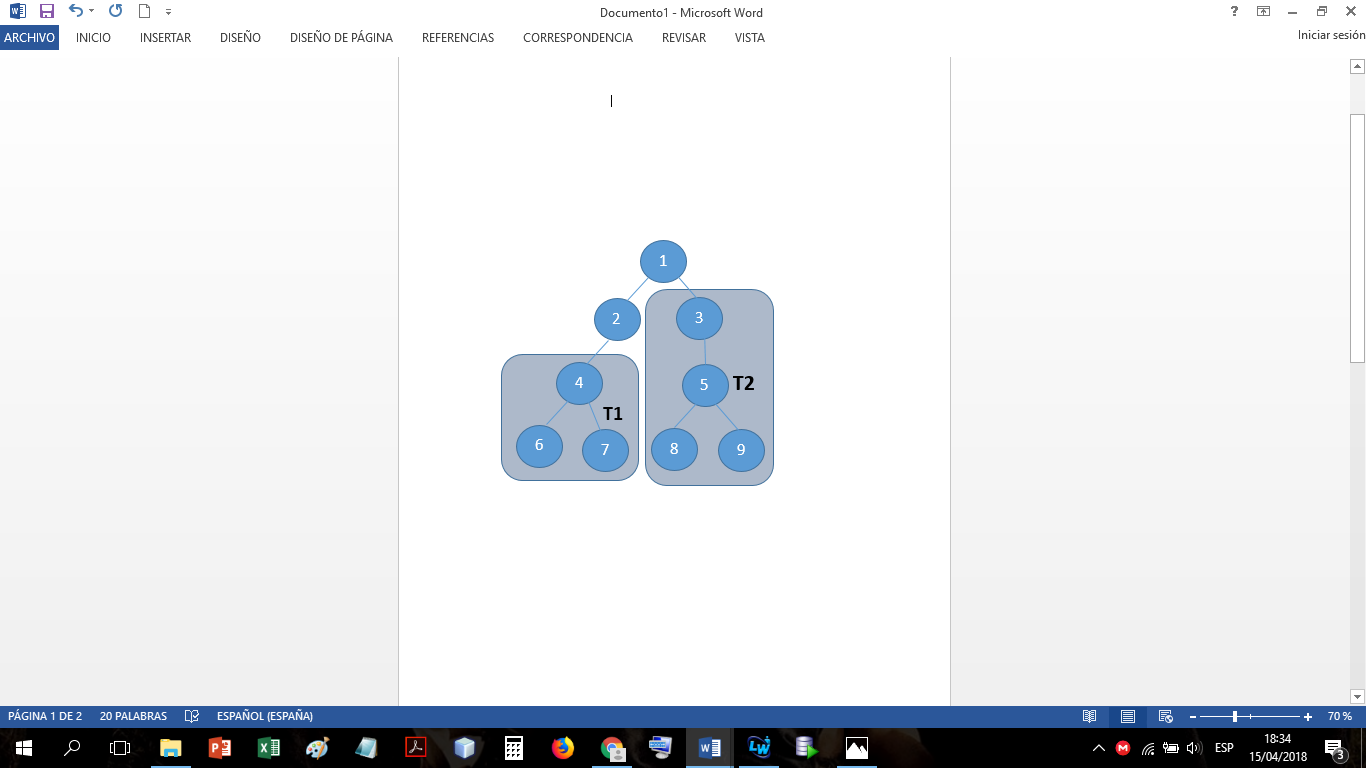 Documento1 - Microsoft Word
ARCHIVO INICIO INSERTAR DISEÑO DISEÑO DE PÁGINA REFERENCIAS CORRESPONDENCIA REVISAR VISTA Iniciar sesión
1
2 3
4 5 T2
T1
6 7 8 9
PÁGINA 1 DE 2 20 PALABRAS ESPAÑOL (ESPAÑA) 70 %
ESP 18:34
15/04/2018 3